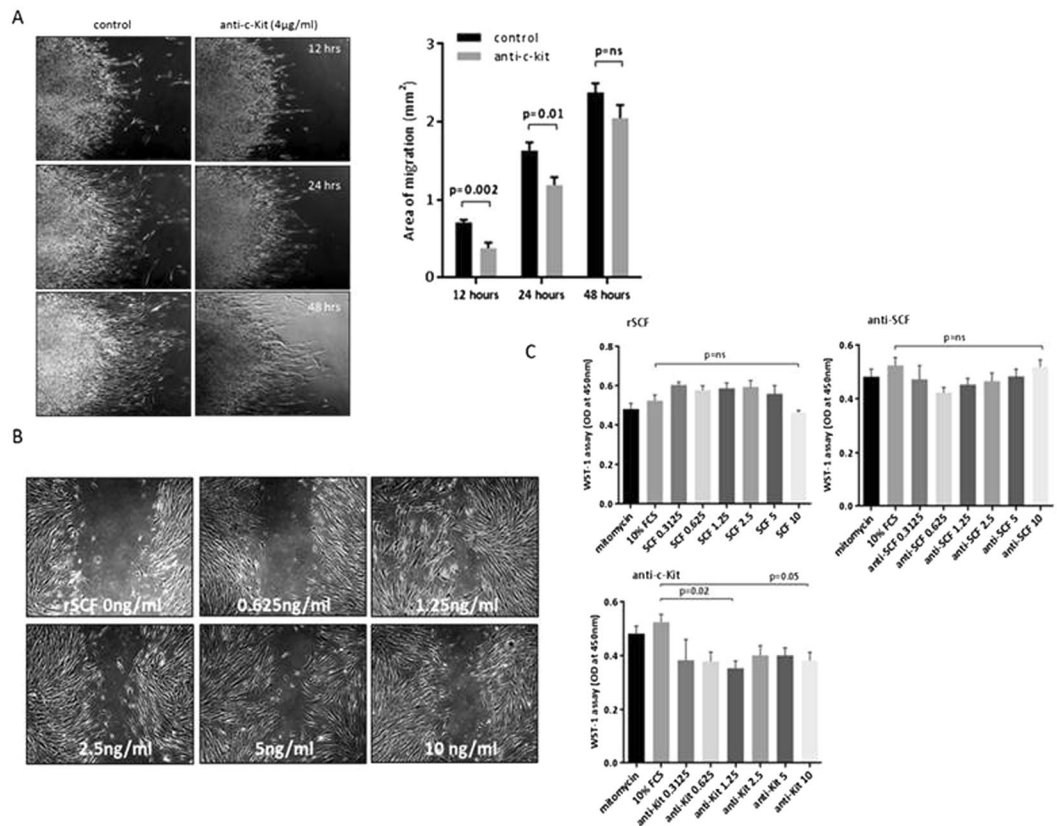 A
control
anti-c-Kit (4µg/ml)
12 hrs
24 hrs
48 hrs
control
anti-c-kit
Area of migration (mm²)
3
2
1
0
p=0.002
p=0.01
p=ns
12 hours
24 hours
48 hours
B
rSCF 0ng/ml
0.625ng/ml
1.25ng/ml
2.5ng/ml
5ng/ml
10 ng/ml
C
rSCF
WST-1 assay [OD at 450nm]
0.8
0.6
0.4
0.2
0.0
p=ns
mitomycin
10% FCS
SCF 0.3125
SCF 0.625
SCF 1.25
SCF 2.5
SCF 5
SCF 10
anti-SCF
WST-1 assay [OD at 450nm]
0.6
0.4
0.2
0.0
p=ns
mitomycin
10% FCS
anti-SCF 0.3125
anti-SCF 0.625
anti-SCF 1.25
anti-SCF 2.5
anti-SCF 5
anti-SCF 10
anti-c-Kit
WST-1 assay [OD at 450nm]
0.6
0.4
0.2
0.0
p=0.05
p=0.02
mitomycin
10% FCS
anti-Kit 0.3125
anti-Kit 0.625
anti-Kit 1.25
anti-Kit 2.5
anti-Kit 5
anti-Kit 10